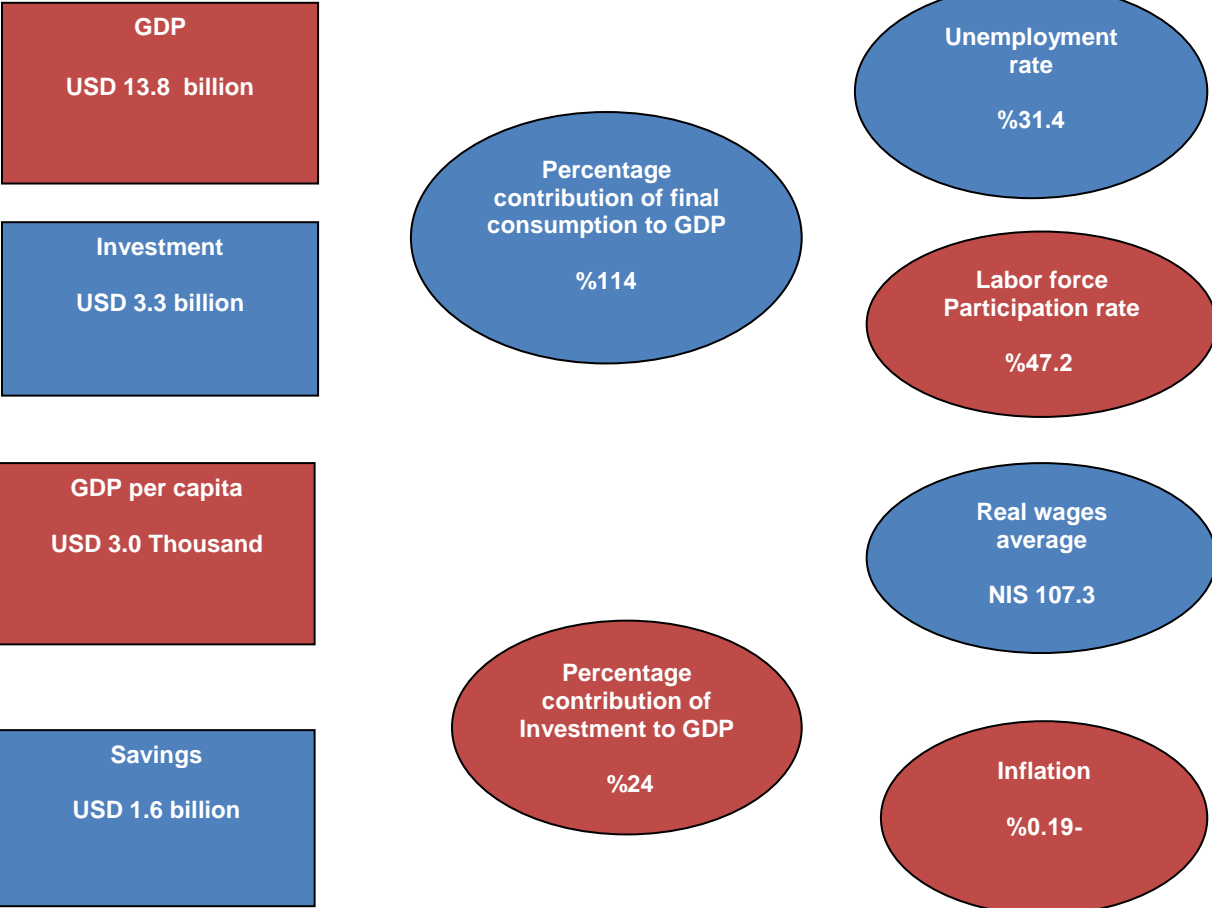 GDP
USD 13.8 billion
Investment
USD 3.3 billion
GDP per capita
USD 3.0 Thousand
Savings
USD 1.6 billion
Percentage
contribution of final
consumption to GDP
%114
Percentage
contribution of
Investment to GDP
%24
Unemployment
rate
%31.4
Labor force
Participation rate
%47.2
Real wages
average
NIS 107.3
Inflation
%0.19-